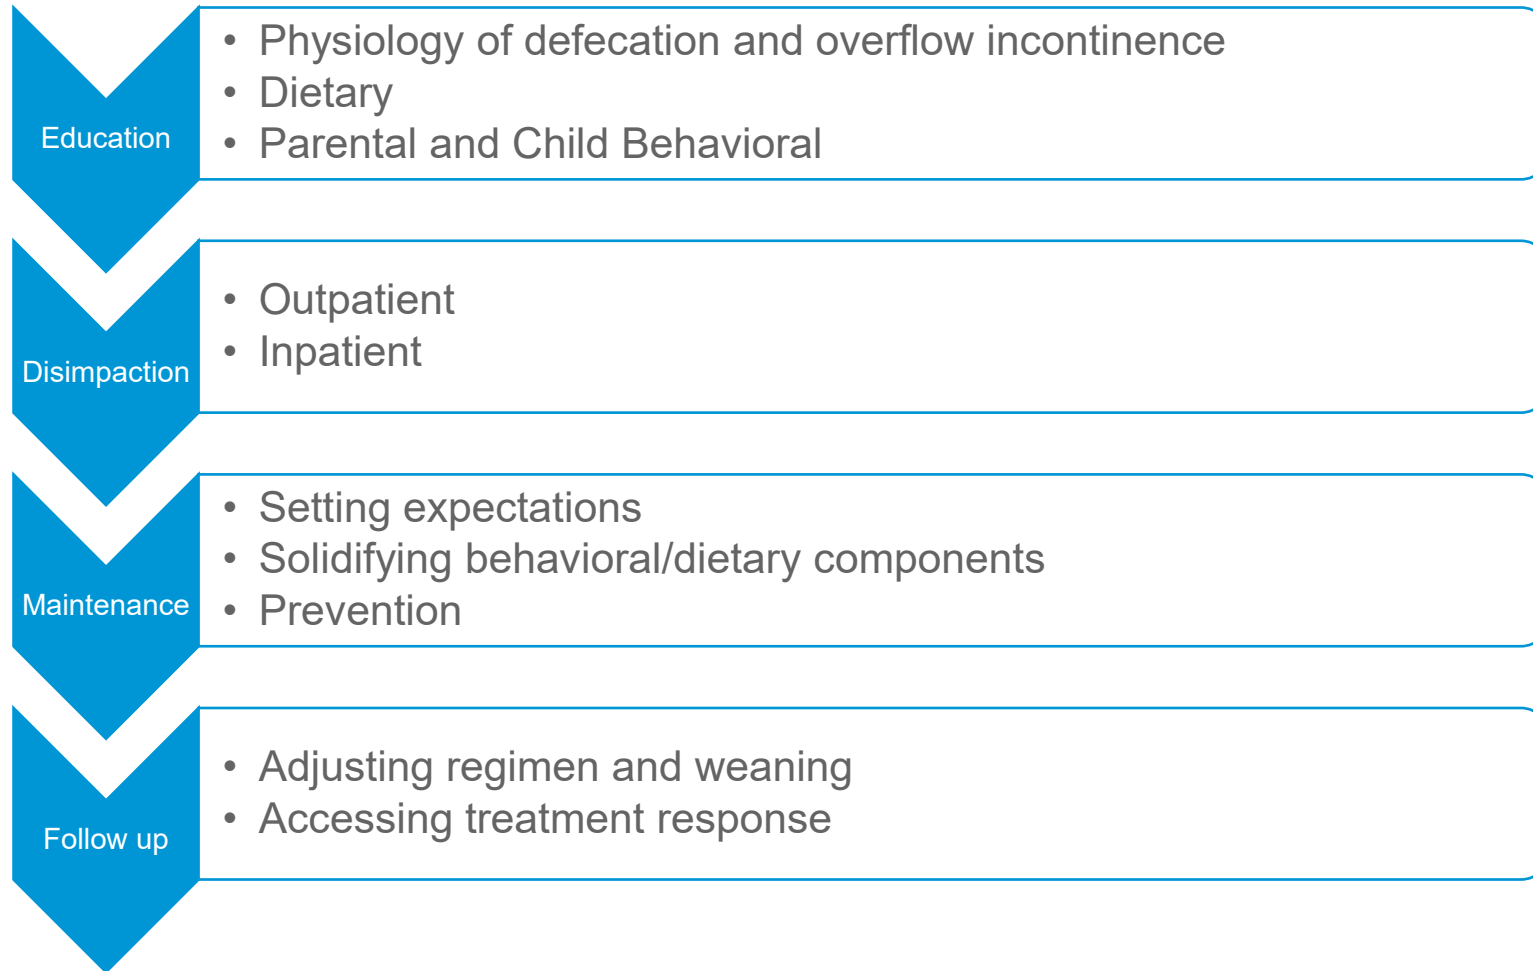 Education
• Physiology of defecation and overflow incontinence
• Dietary
• Parental and Child Behavioral
Disimpaction
• Outpatient
• Inpatient
Maintenance
• Setting expectations
• Solidifying behavioral/dietary components
• Prevention
Follow up
• Adjusting regimen and weaning
• Accessing treatment response